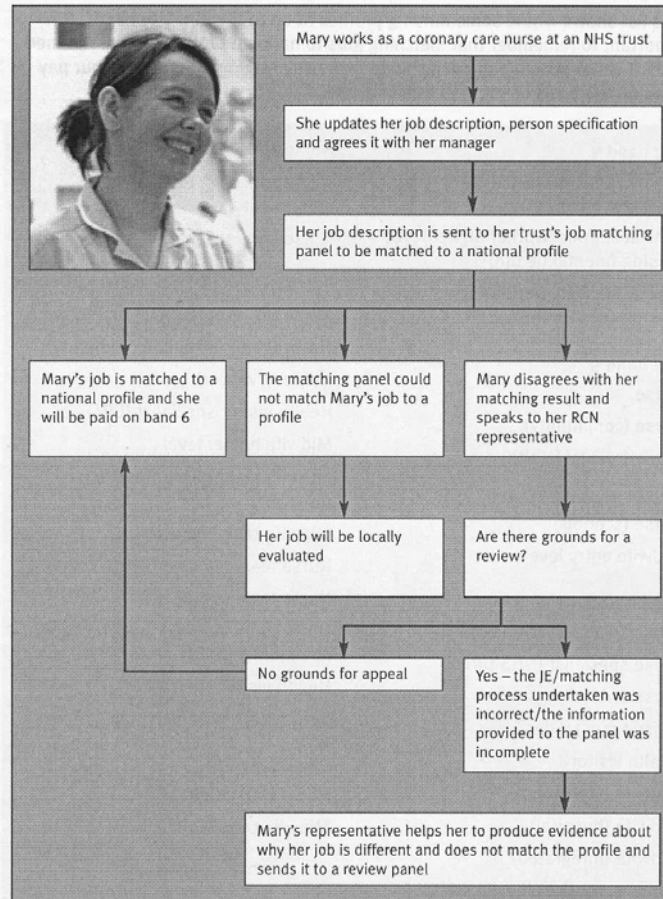 Mary works as a coronary care nurse at an NHS trust
She updates her job description, person specification
and agrees it with her manager
Her job description is sent to her trust's job matching
panel to be matched to a national profile
Mary's job is matched to a
national profile and she
will be paid on band 6
The matching panel could
not match Mary's job to a
profile
Mary disagrees with her
matching result and
speaks to her RCN
representative
Her job will be locally
evaluated
Are there grounds for a
review?
No grounds for appeal
Yes – the JE/matching
process undertaken was
incorrect/the information
provided to the panel was
incomplete
Mary's representative helps her to produce evidence about
why her job is different and does not match the profile and
sends it to a review panel